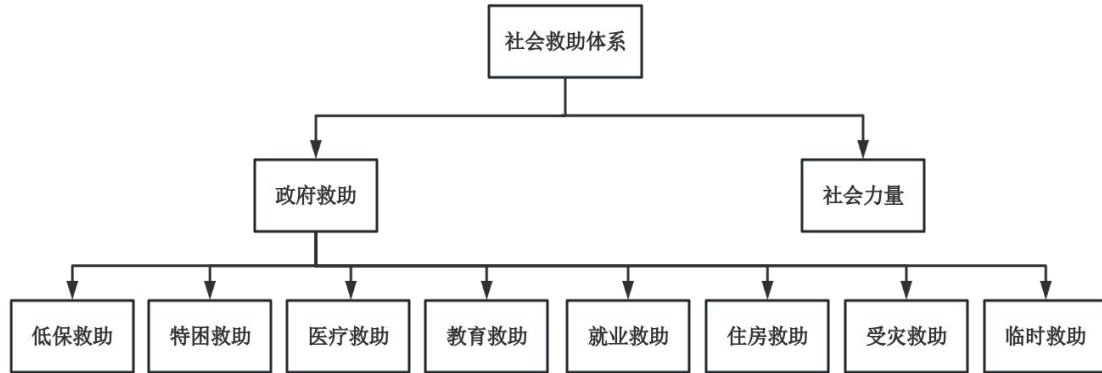 社会救助体系
政府救助
社会力量
低保救助
特困救助
医疗救助
教育救助
就业救助
住房救助
受灾救助
临时救助